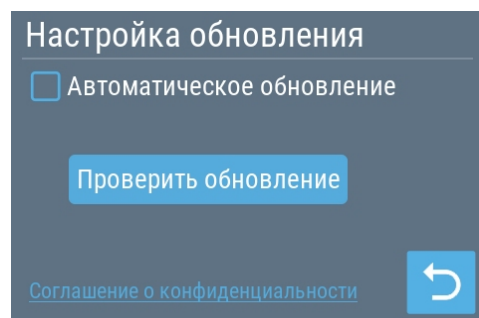 Настройка обновления
Автоматическое обновление
Проверить обновление
Соглашение о конфиденциальности